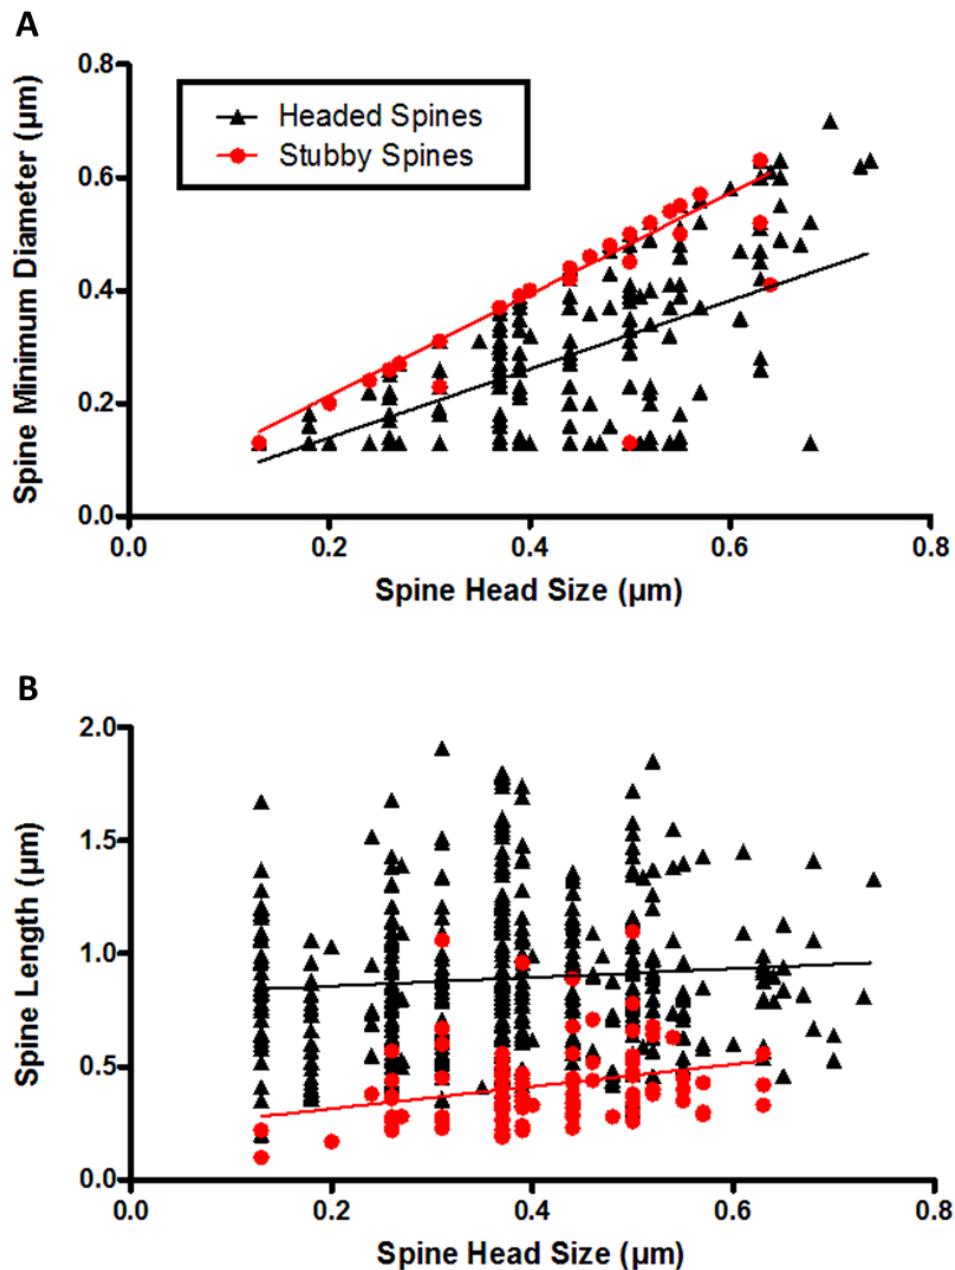 A
Spine Minimum Diameter (µm)
0.8
0.6
0.4
0.2
0.0
Headed Spines
Stubby Spines
0.0 0.2 0.4 0.6 0.8
Spine Head Size (µm)
B
Spine Length (µm)
2.0
1.5
1.0
0.5
0.0
0.0 0.2 0.4 0.6 0.8
Spine Head Size (µm)